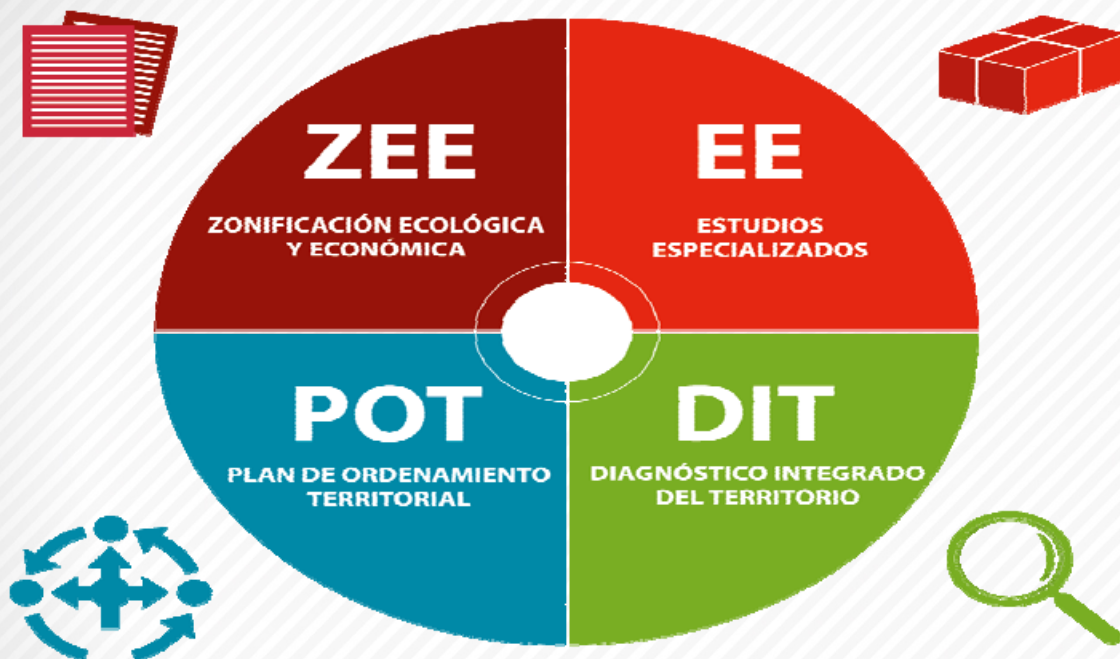 ZEE
ZONIFICACIÓN ECOLÓGICA
Y ECONÓMICA
EE
ESTUDIOS
ESPECIALIZADOS
POT
PLAN DE ORDENAMIENTO
TERRITORIAL
DIT
DIAGNÓSTICO INTEGRADO
DEL TERRITORIO